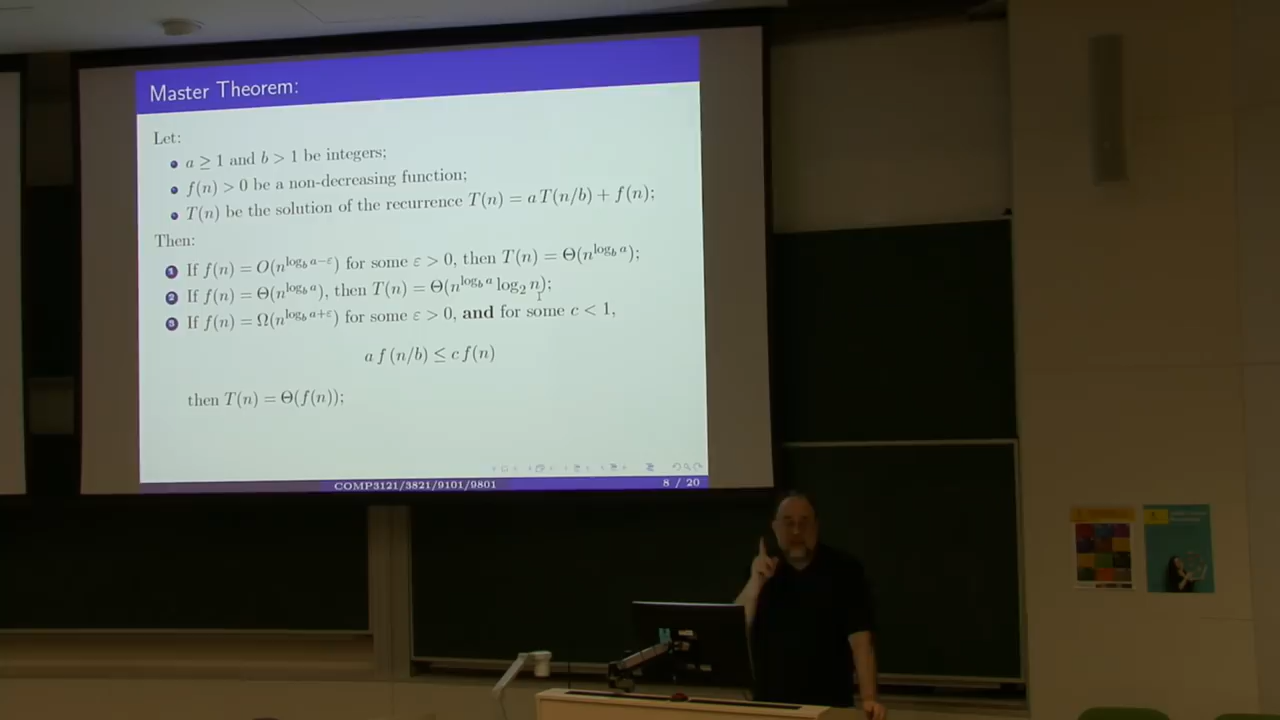 Master Theorem:
Let:
a ≥ 1 and b > 1 be integers;
f(n) > 0 be a non-decreasing function;
T(n) be the solution of the recurrence T(n) = a T(n/b) + f(n);
Then:
1 If f(n) = O(n^{log_b a−ε}) for some ε > 0, then T(n) = Θ(n^{log_b a});
2 If f(n) = Θ(n^{log_b a}), then T(n) = Θ(n^{log_b a} log_2 n);
3 If f(n) = Ω(n^{log_b a+ε}) for some ε > 0, and for some c < 1,
a f (n/b) ≤ c f(n)
then T(n) = Θ(f(n));
COMP3121/3821/9101/9801 8 / 20